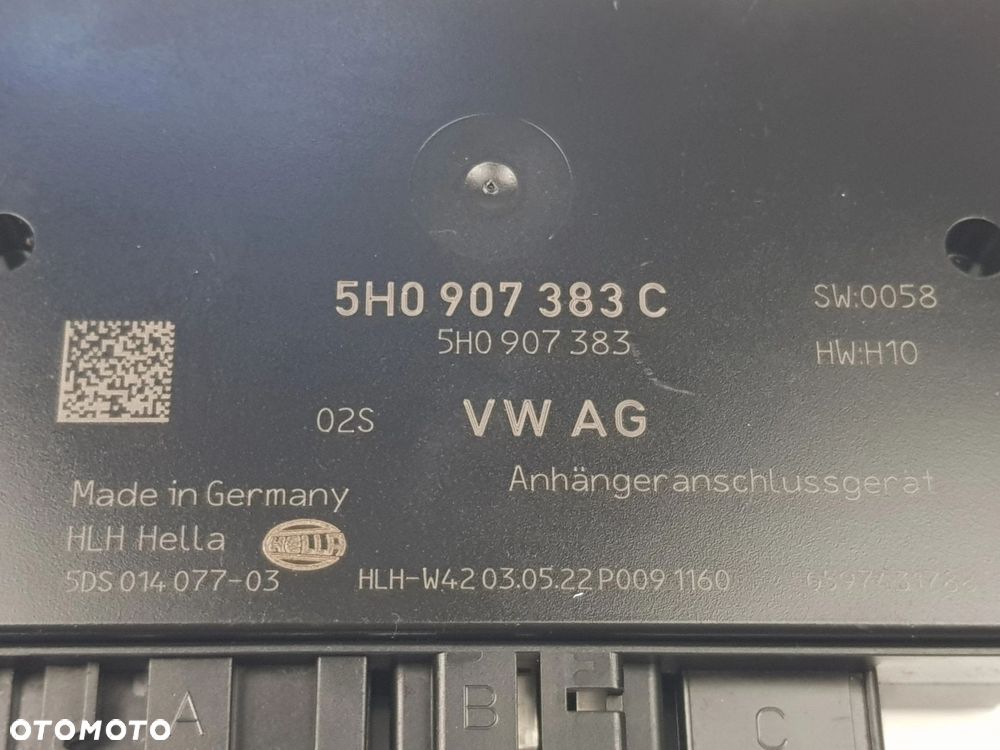 5H0 907 383 C
SW:0058
5H0 907 383
HW:H10
02S
VW AG
Anhängeranschlussgerät
Made in Germany
HLH Hella
HELLA
5DS 014 077-03
HLH-W42 03.05.22 P009 1160
A
B
C
OTOMOTO